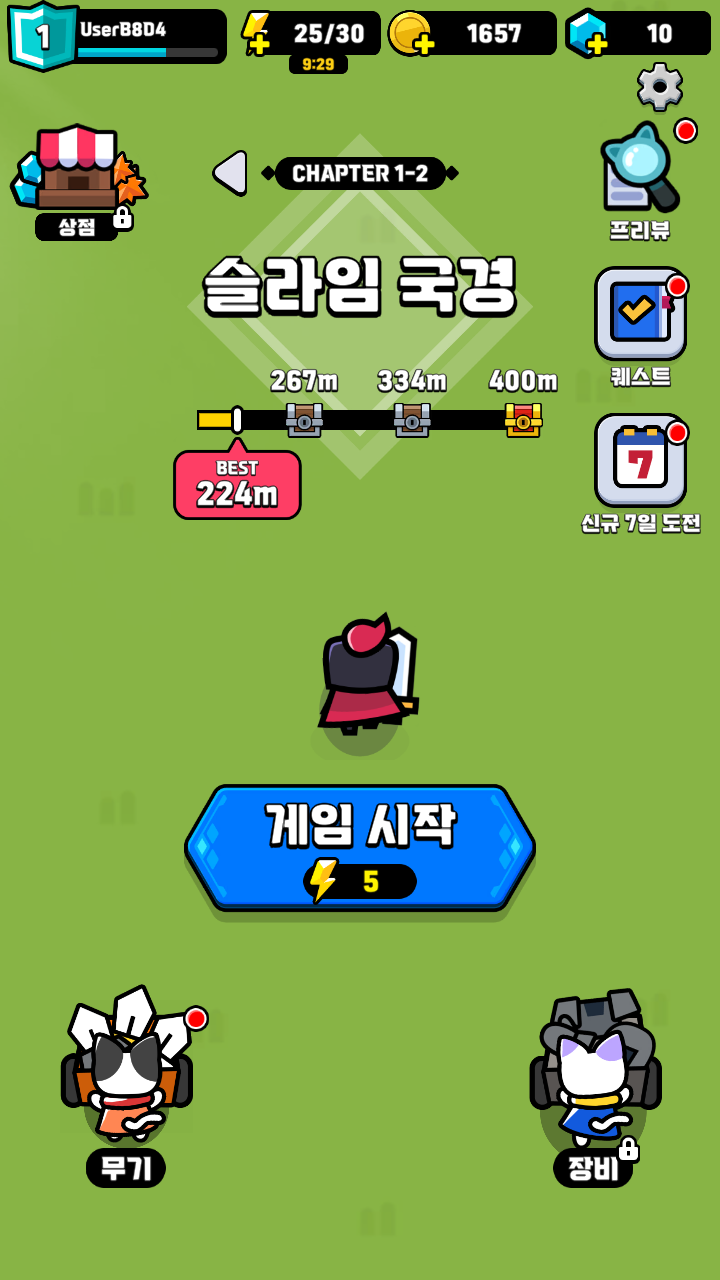 1
UserB8D4
25/30
9:29
1657
10
상점
CHAPTER 1-2
프리뷰
슬라임 국경
퀘스트
267m
334m
400m
BEST
224m
7
신규 7일 도전
게임 시작
5
무기
장비